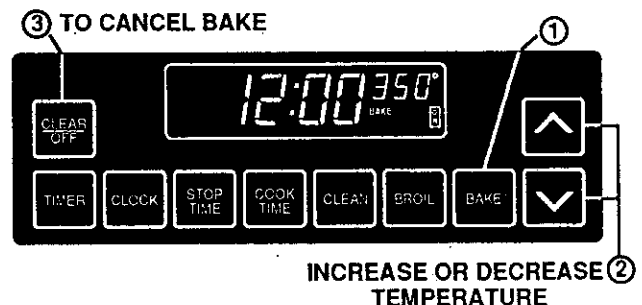 ③ TO CANCEL BAKE
①
12:00 350°
BAKE
ON
CLEAR
OFF
TIMER CLOCK STOP TIME COOK TIME CLEAN BROIL BAKE
②
INCREASE OR DECREASE
TEMPERATURE